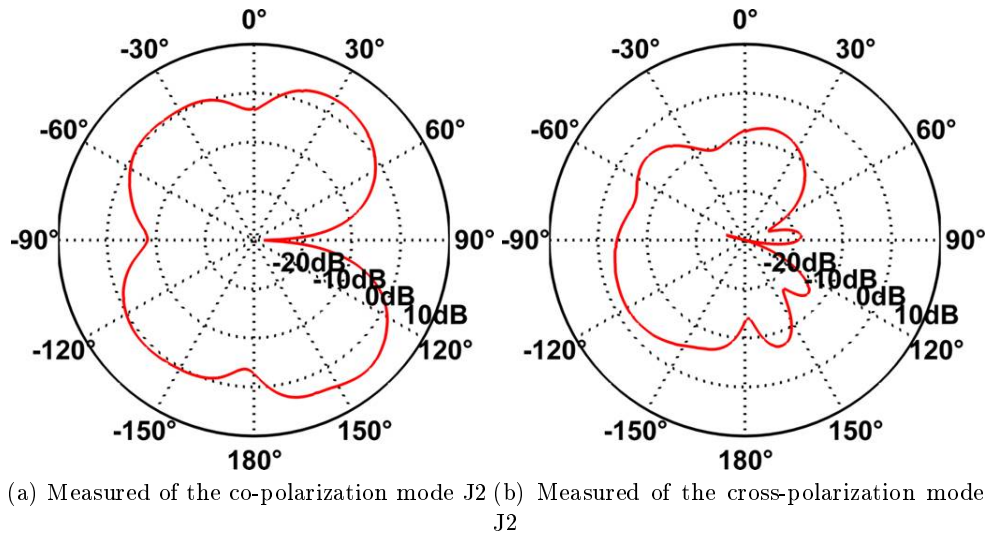 0°
-30°
30°
-60°
60°
-90°
90°
-20dB
-10dB
0dB
10dB
-120°
120°
-150°
150°
180°
0°
-30°
30°
-60°
60°
-90°
90°
-20dB
-10dB
0dB
10dB
-120°
120°
-150°
150°
180°
(a) Measured of the co-polarization mode J2
(b) Measured of the cross-polarization mode
J2